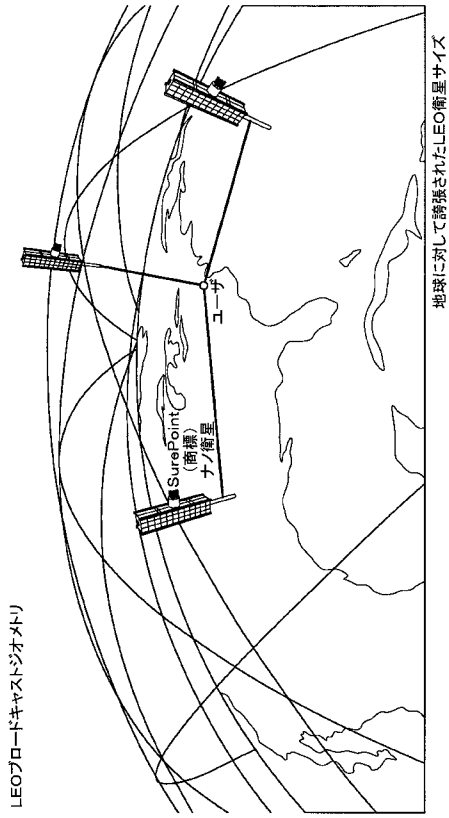 LEOブロードキャストジオメトリ
SurePoint
(商標)
ナノ衛星
ユーザ
地球に対して誇張されたLEO衛星サイズ